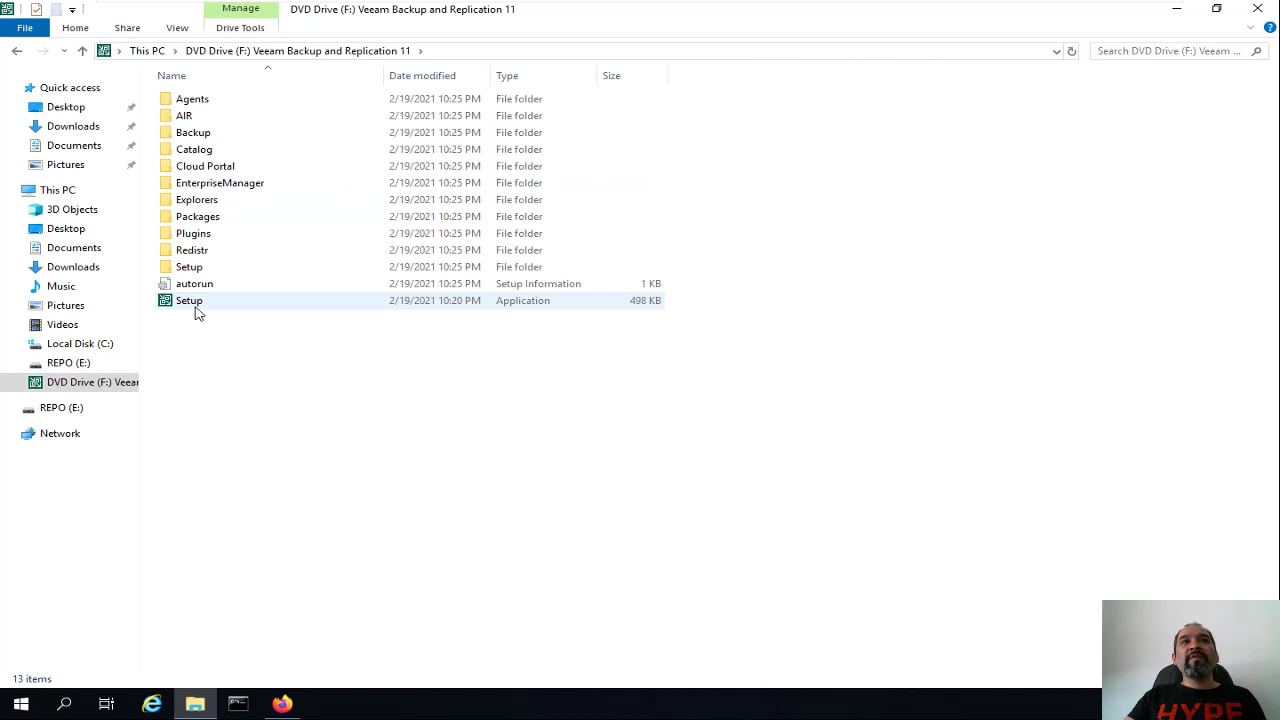 Manage
DVD Drive (F:) Veeam Backup and Replication 11
File Home Share View Drive Tools
This PC DVD Drive (F:) Veeam Backup and Replication 11
Search DVD Drive (F:) Veeam ...
Name Date modified Type Size
Quick access
Desktop
Downloads
Documents
Pictures
This PC
3D Objects
Desktop
Documents
Downloads
Music
Pictures
Videos
Local Disk (C:)
REPO (E:)
DVD Drive (F:) Veear
REPO (E:)
Network
Agents 2/19/2021 10:25 PM File folder
AIR 2/19/2021 10:25 PM File folder
Backup 2/19/2021 10:25 PM File folder
Catalog 2/19/2021 10:25 PM File folder
Cloud Portal 2/19/2021 10:25 PM File folder
EnterpriseManager 2/19/2021 10:25 PM File folder
Explorers 2/19/2021 10:25 PM File folder
Packages 2/19/2021 10:25 PM File folder
Plugins 2/19/2021 10:25 PM File folder
Redistr 2/19/2021 10:25 PM File folder
Setup 2/19/2021 10:25 PM File folder
autorun 2/19/2021 10:25 PM Setup Information 1 KB
Setup 2/19/2021 10:20 PM Application 498 KB
13 items
HYPE